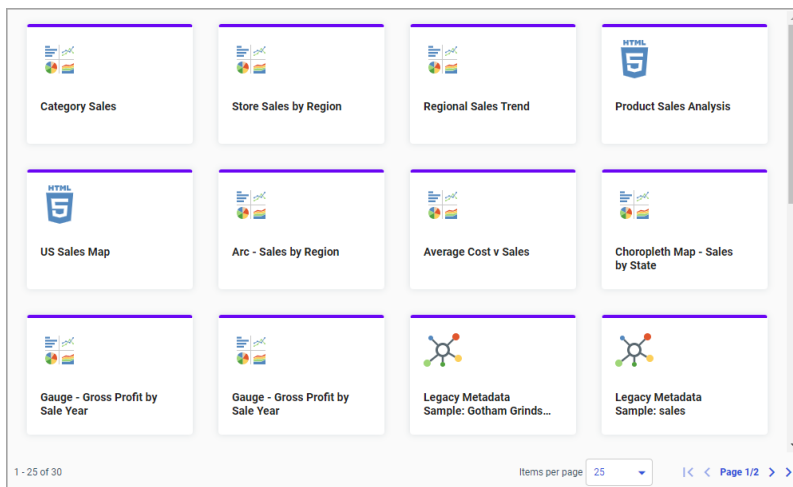 Category Sales
Store Sales by Region
Regional Sales Trend
HTML
5
Product Sales Analysis
HTML
5
US Sales Map
Arc - Sales by Region
Average Cost v Sales
Choropleth Map - Sales
by State
Gauge - Gross Profit by
Sale Year
Gauge - Gross Profit by
Sale Year
Legacy Metadata
Sample: Gotham Grinds...
Legacy Metadata
Sample: sales
1 - 25 of 30
Items per page 25
Page 1/2